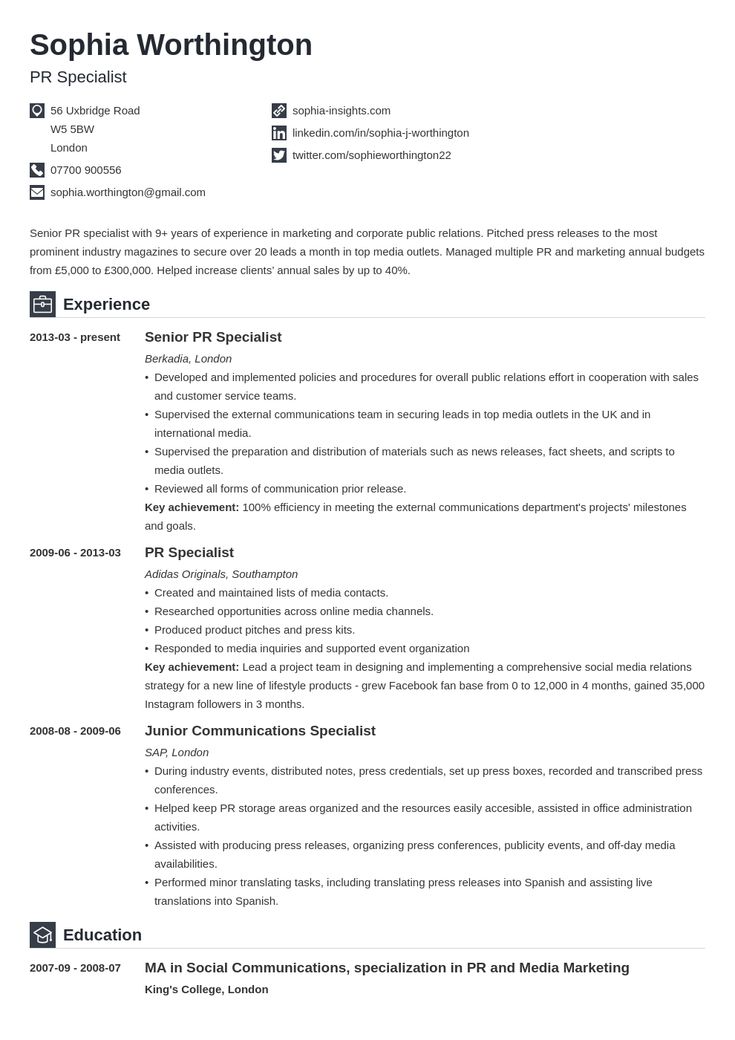 Sophia Worthington
PR Specialist
56 Uxbridge Road
W5 5BW
London
07700 900556
sophia.worthington@gmail.com
sophia-insights.com
linkedin.com/in/sophia-j-worthington
twitter.com/sophieworthington22
Senior PR specialist with 9+ years of experience in marketing and corporate public relations. Pitched press releases to the most
prominent industry magazines to secure over 20 leads a month in top media outlets. Managed multiple PR and marketing annual budgets
from £5,000 to £300,000. Helped increase clients' annual sales by up to 40%.
Experience
2013-03 - present
Senior PR Specialist
Berkadia, London
• Developed and implemented policies and procedures for overall public relations effort in cooperation with sales
and customer service teams.
• Supervised the external communications team in securing leads in top media outlets in the UK and in
international media.
• Supervised the preparation and distribution of materials such as news releases, fact sheets, and scripts to
media outlets.
• Reviewed all forms of communication prior release.
Key achievement: 100% efficiency in meeting the external communications department's projects' milestones
and goals.
2009-06 - 2013-03
PR Specialist
Adidas Originals, Southampton
• Created and maintained lists of media contacts.
• Researched opportunities across online media channels.
• Produced product pitches and press kits.
• Responded to media inquiries and supported event organization
Key achievement: Lead a project team in designing and implementing a comprehensive social media relations
strategy for a new line of lifestyle products - grew Facebook fan base from 0 to 12,000 in 4 months, gained 35,000
Instagram followers in 3 months.
2008-08 - 2009-06
Junior Communications Specialist
SAP, London
• During industry events, distributed notes, press credentials, set up press boxes, recorded and transcribed press
conferences.
• Helped keep PR storage areas organized and the resources easily accesible, assisted in office administration
activities.
• Assisted with producing press releases, organizing press conferences, publicity events, and off-day media
availabilities.
• Performed minor translating tasks, including translating press releases into Spanish and assisting live
translations into Spanish.
Education
2007-09 - 2008-07
MA in Social Communications, specialization in PR and Media Marketing
King's College, London